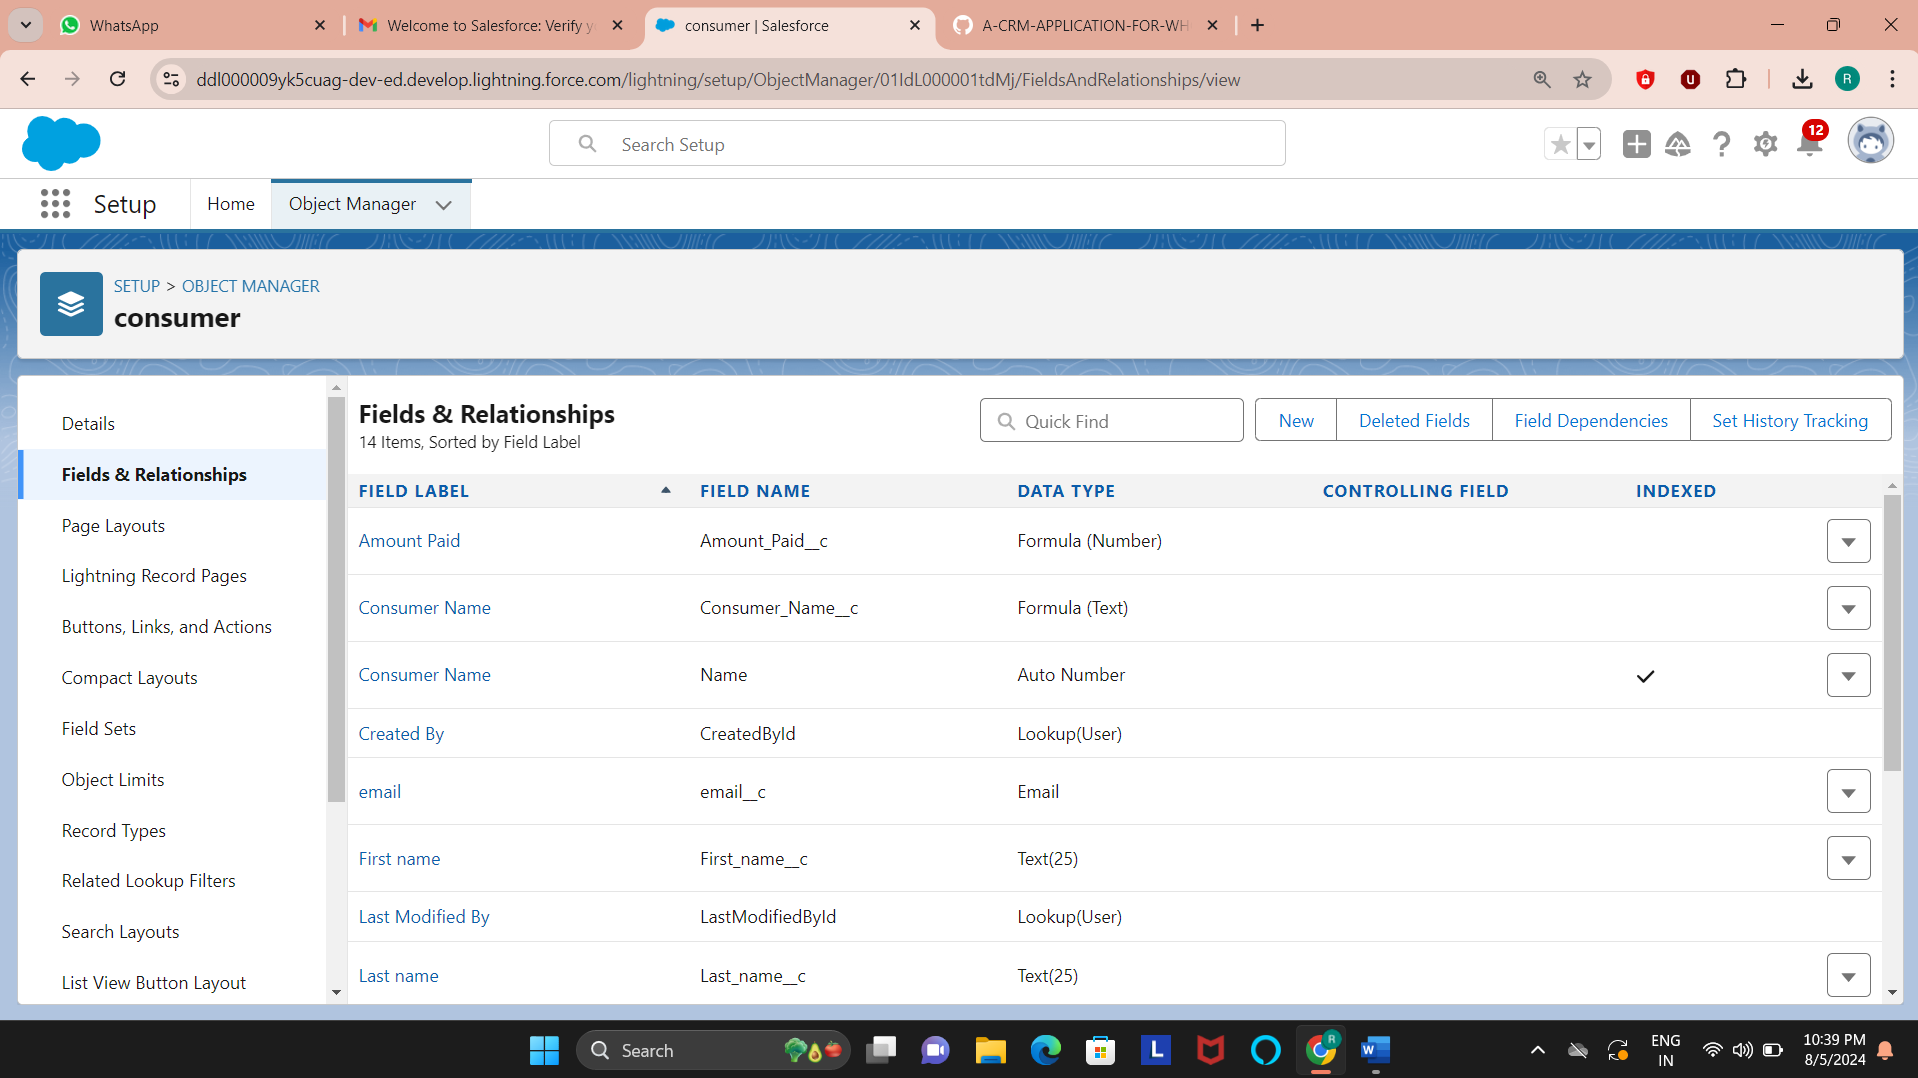 WhatsApp
Welcome to Salesforce: Verify yo
consumer | Salesforce
A-CRM-APPLICATION-FOR-WH
ddl000009yk5cuag-dev-ed.develop.lightning.force.com/lightning/setup/ObjectManager/01IdL000001tdMj/FieldsAndRelationships/view
R
Search Setup
12
Setup
Home
Object Manager
SETUP > OBJECT MANAGER
consumer
Details
Fields & Relationships
Page Layouts
Lightning Record Pages
Buttons, Links, and Actions
Compact Layouts
Field Sets
Object Limits
Record Types
Related Lookup Filters
Search Layouts
List View Button Layout
Fields & Relationships
14 Items, Sorted by Field Label
Quick Find
New
Deleted Fields
Field Dependencies
Set History Tracking
FIELD LABEL FIELD NAME DATA TYPE CONTROLLING FIELD INDEXED
Amount Paid Amount_Paid__c Formula (Number)
Consumer Name Consumer_Name__c Formula (Text)
Consumer Name Name Auto Number
Created By CreatedById Lookup(User)
email email__c Email
First name First_name__c Text(25)
Last Modified By LastModifiedById Lookup(User)
Last name Last_name__c Text(25)
Search
L
R
W
ENG
IN
10:39 PM
8/5/2024